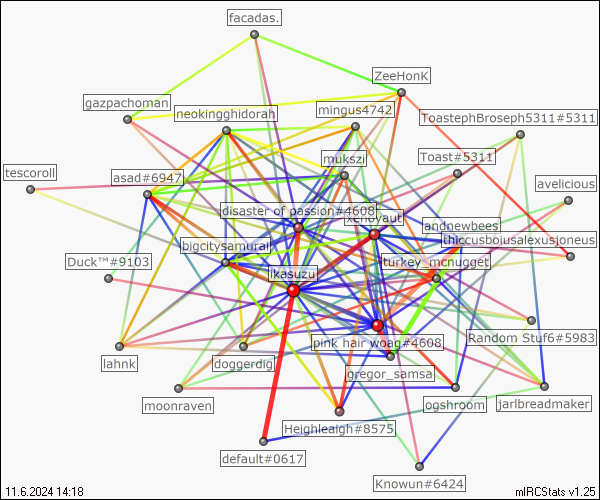 facadas.
ZeeHonK
gazpachoman
neokingghidorah
mingus4742
ToastephBroseph5311#5311
mukszi
Toast#5311
tescoroll
asad#6947
avelicious
disaster of passion#4608
xenoyaut
andnewbees
bigcitysamurai
thiccusboiusalexusjoneus
Duck™#9103
ikasuzu
turkey_mcnugget
pink hair woag#4608
Random Stuf6#5983
lahnk
doggerdig
gregor_samsa
moonraven
ogshroom
jarlbreadmaker
Heighleaigh#8575
default#0617
Knowun#6424
11.6.2024 14:18
mIRCStats v1.25